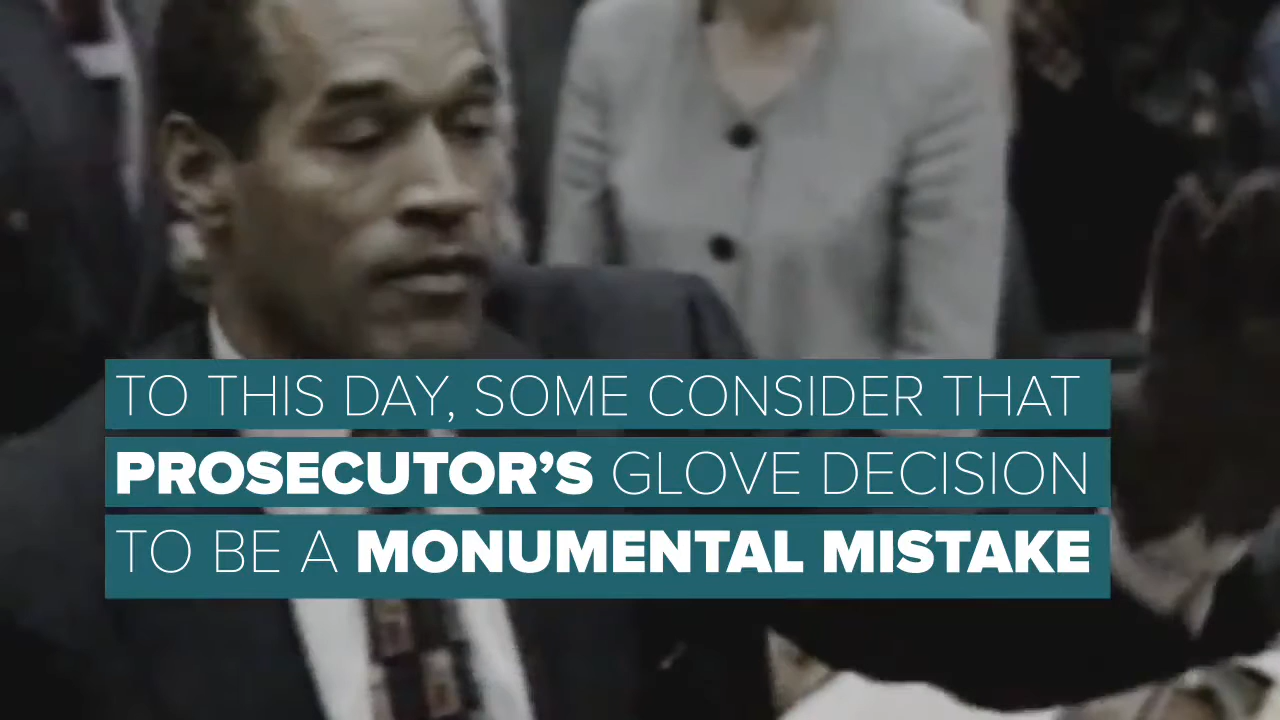 TO THIS DAY, SOME CONSIDER THAT
PROSECUTOR’S GLOVE DECISION
TO BE A MONUMENTAL MISTAKE